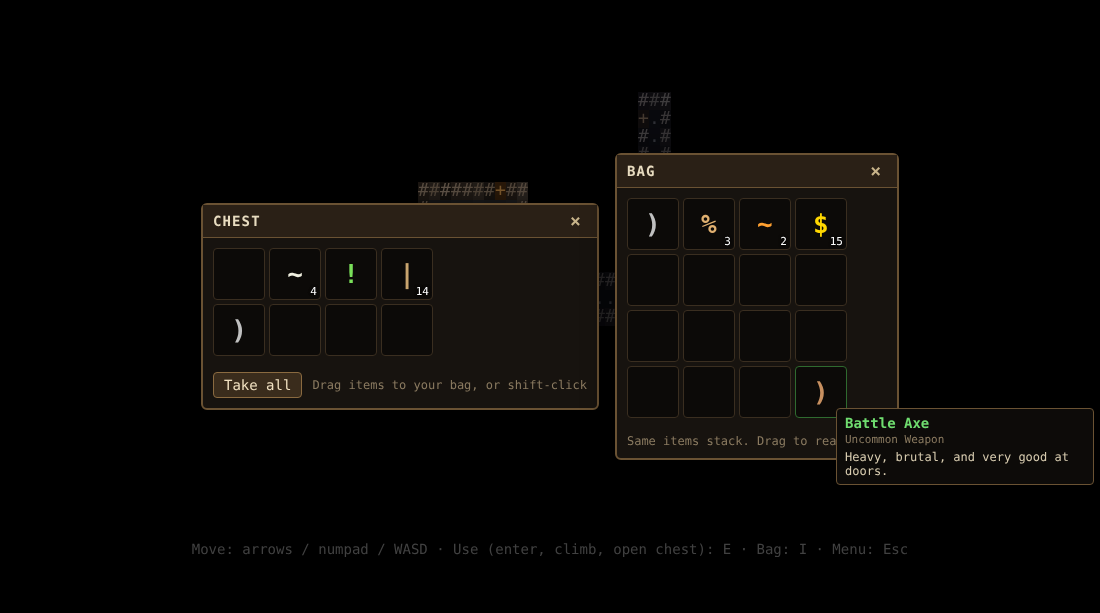 ###
+.#
#.#
#######+##
CHEST ×
~ 4 ! | 14
)
Take all Drag items to your bag, or shift-click
##
..
##
BAG ×
) % 3 ~ 2 $ 15
)
Same items stack. Drag to rea
Battle Axe
Uncommon Weapon
Heavy, brutal, and very good at
doors.
Move: arrows / numpad / WASD · Use (enter, climb, open chest): E · Bag: I · Menu: Esc